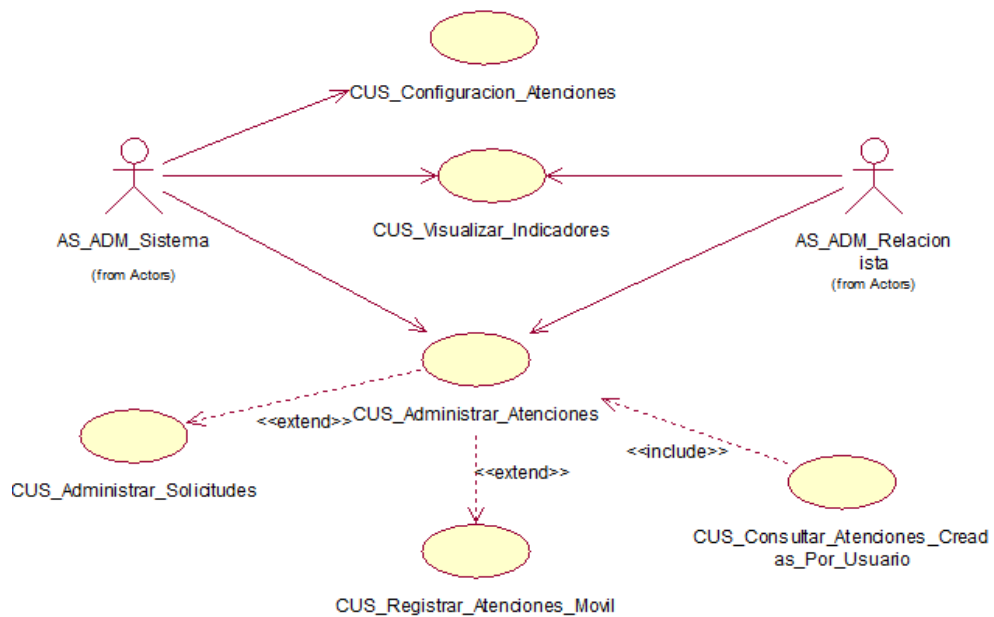 CUS_Configuracion_Atenciones
CUS_Visualizar_Indicadores
AS_ADM_Sistema
(from Actors)
AS_ADM_Relacion
ista
(from Actors)
CUS_Administrar_Atenciones
<<extend>>
<<include>>
<<extend>>
CUS_Administrar_Solicitudes
CUS_Consultar_Atenciones_Cread
as_Por_Usuario
CUS_Registrar_Atenciones_Movil